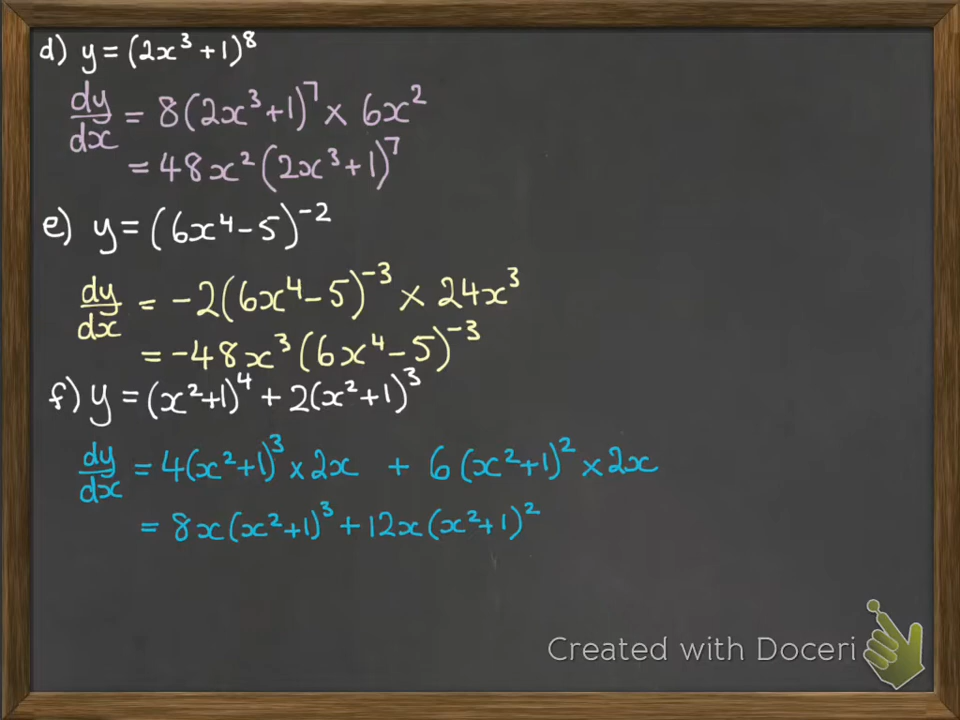 d) y = (2x³ + 1)⁸
dy/dx = 8(2x³+1)⁷ × 6x²
= 48x² (2x³+1)⁷
e) y = (6x⁴-5)⁻²
dy/dx = -2(6x⁴-5)⁻³ × 24x³
= -48x³ (6x⁴-5)⁻³
f) y = (x²+1)⁴ + 2(x²+1)³
dy/dx = 4(x²+1)³ × 2x + 6(x²+1)² × 2x
= 8x(x²+1)³ + 12x(x²+1)²
Created with Doceri